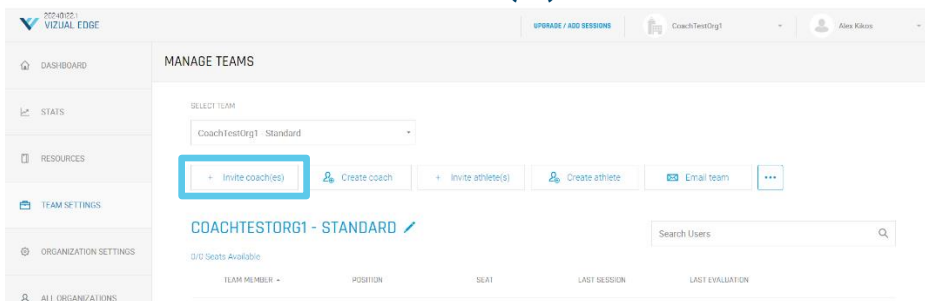 20240122.1
VIZUAL EDGE
UPGRADE / ADD SESSIONS
CoachTestOrg1
Alex Kikos
DASHBOARD
MANAGE TEAMS
STATS
SELECT TEAM
CoachTestOrg1 - Standard
RESOURCES
+ Invite coach(es)
Create coach
+ Invite athlete(s)
Create athlete
Email team
TEAM SETTINGS
COACHTESTORG1 - STANDARD
Search Users
ORGANIZATION SETTINGS
0/0 Seats Available
TEAM MEMBER
POSITION
SEAT
LAST SESSION
LAST EVALUATION
ALL ORGANIZATIONS